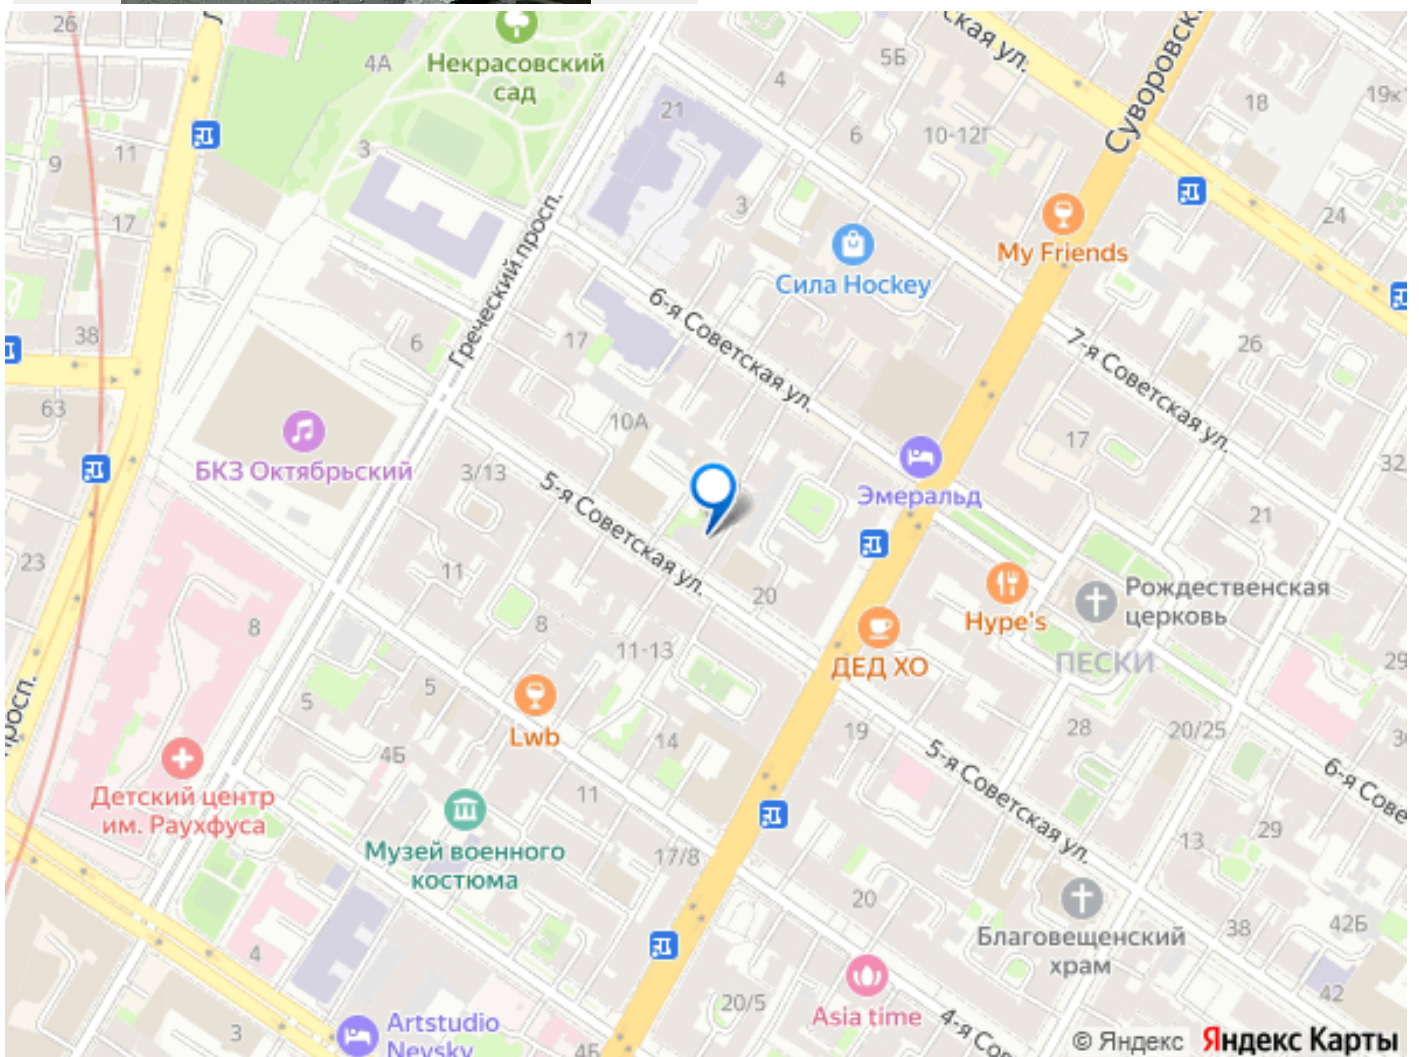 26
4А
Некрасовский
сад
ская ул.
5Б
4
Суворовск
18
19к
21
6
10-12Г
3
9
11
17
3
24
My Friends
Сила Hockey
Греческий просп.
6-я Советская ул.
7-я Советская ул.
38
6
17
26
63
10А
17
БКЗ Октябрьский
3/13
Эмеральд
32
5-я Советская ул.
21
23
11
20
Hype's
Рождественская
церковь
8
8
11-13
ДЕД ХО
ПЕСКИ
29
просп.
5
5
Lwb
14
19
28
20/25
4Б
5-я Советская ул.
6-я Сове
Детский центр
им. Раухфуса
11
13
29
Музей военного
костюма
17/8
20
38
42Б
Благовещенский
храм
4
42
3
Artstudio
Nevsky
20/5
Asia time
4-я Сов
4Б
© Яндекс Яндекс Карты